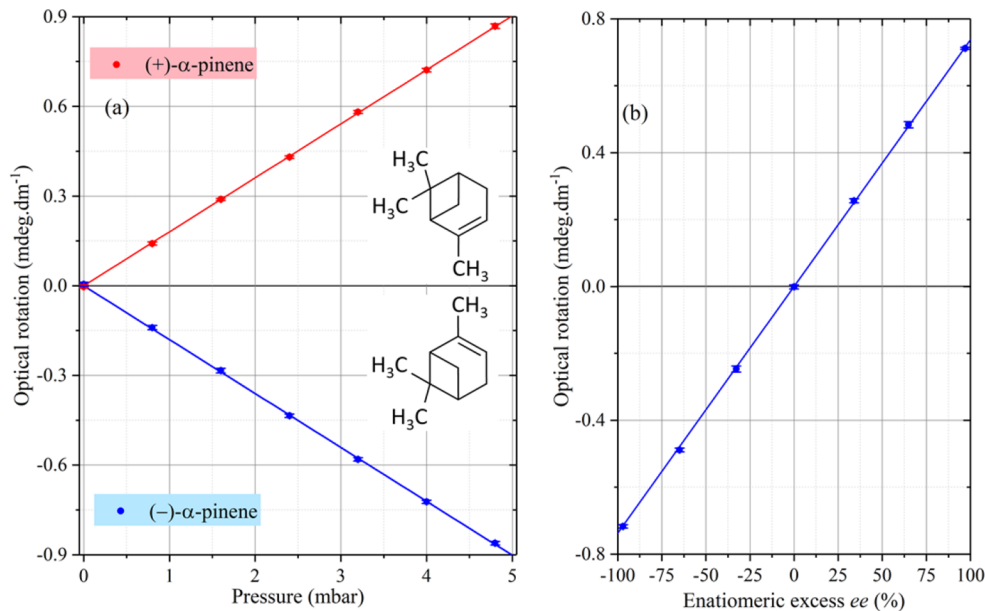 0.9
0.6
0.3
0.0
-0.3
-0.6
-0.9
Optical rotation (mdeg.dm-1)
(+)-α-pinene
(a)
H3C
H3C
CH3
CH3
H3C
H3C
(−)-α-pinene
0 1 2 3 4 5
Pressure (mbar)
0.8
0.4
0.0
-0.4
-0.8
Optical rotation (mdeg.dm-1)
(b)
-100 -75 -50 -25 0 25 50 75 100
Enatiomeric excess ee (%)